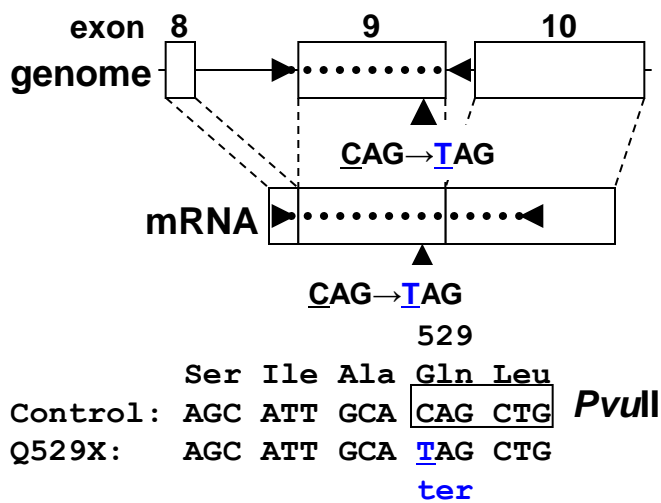 exon 8 9 10
genome
CAG→TAG
mRNA
CAG→TAG
529
Ser Ile Ala Gln Leu
Control: AGC ATT GCA CAG CTG PvuII
Q529X: AGC ATT GCA TAG CTG
ter